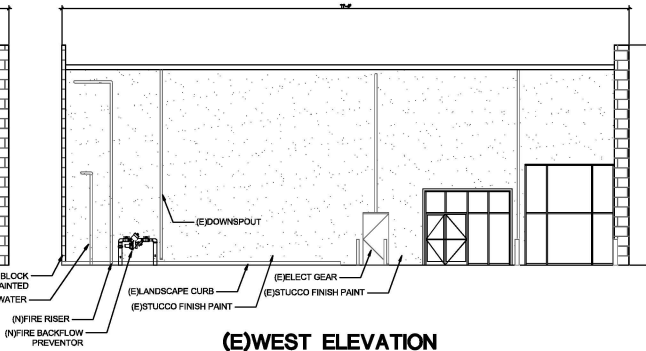 (E)DOWNSPOUT
BLOCK
AINTED
WATER
(E)LANDSCAPE CURB
(E)ELECT GEAR
(E)STUCCO FINISH PAINT
(E)STUCCO FINISH PAINT
(N)FIRE RISER
(N)FIRE BACKFLOW
PREVENTOR
(E)WEST ELEVATION